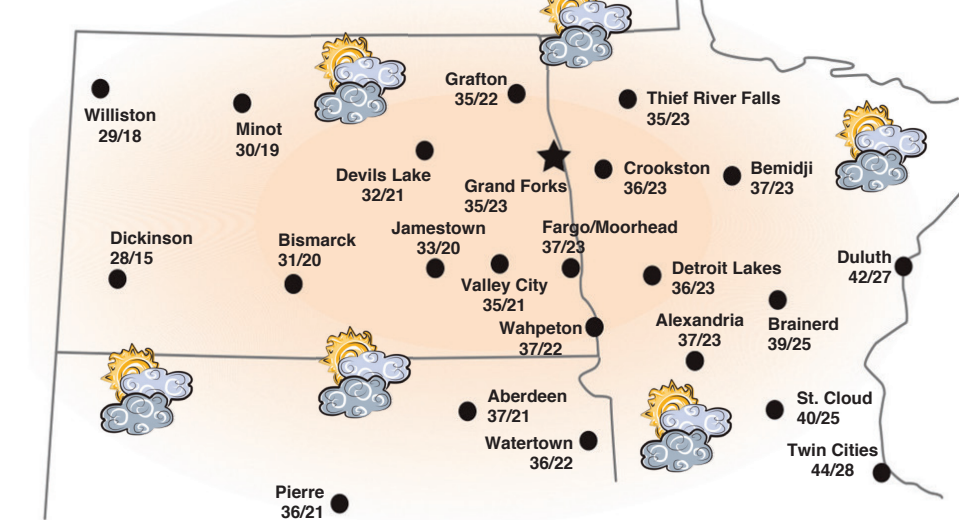 Grafton
35/22
Thief River Falls
35/23
Williston
29/18
Minot
30/19
Devils Lake
32/21
Grand Forks
35/23
Crookston
36/23
Bemidji
37/23
Dickinson
28/15
Bismarck
31/20
Jamestown
33/20
Fargo/Moorhead
37/23
Valley City
35/21
Detroit Lakes
36/23
Duluth
42/27
Wahpeton
37/22
Alexandria
37/23
Brainerd
39/25
Aberdeen
37/21
Watertown
36/22
St. Cloud
40/25
Twin Cities
44/28
Pierre
36/21